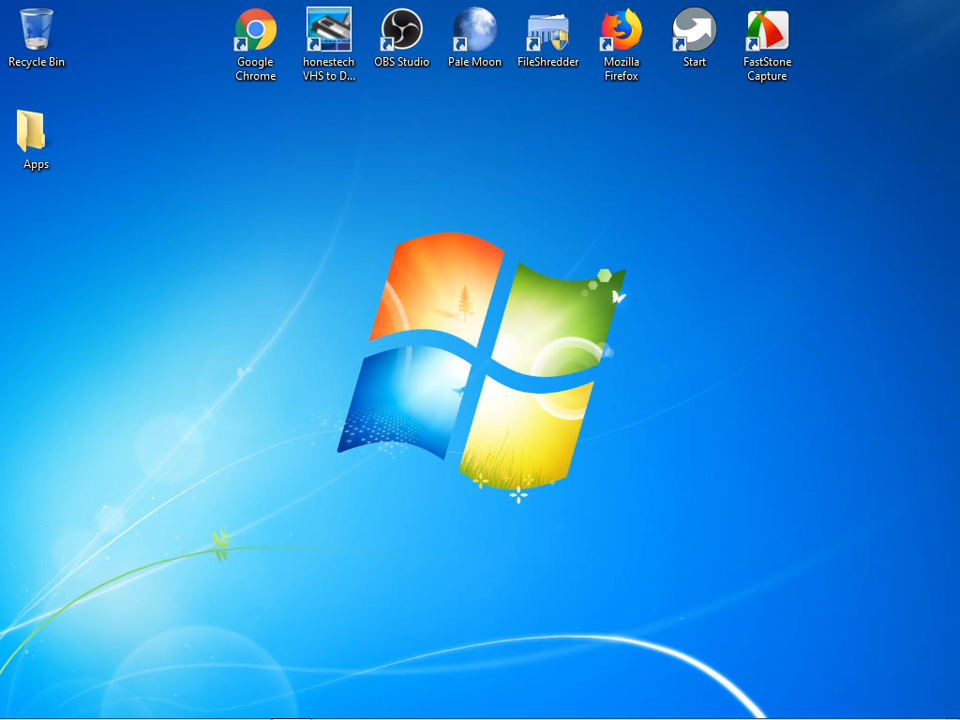 Recycle Bin
Google
Chrome
honestech
VHS to D...
OBS Studio
Pale Moon
FileShredder
Mozilla
Firefox
Start
FastStone
Capture
Apps